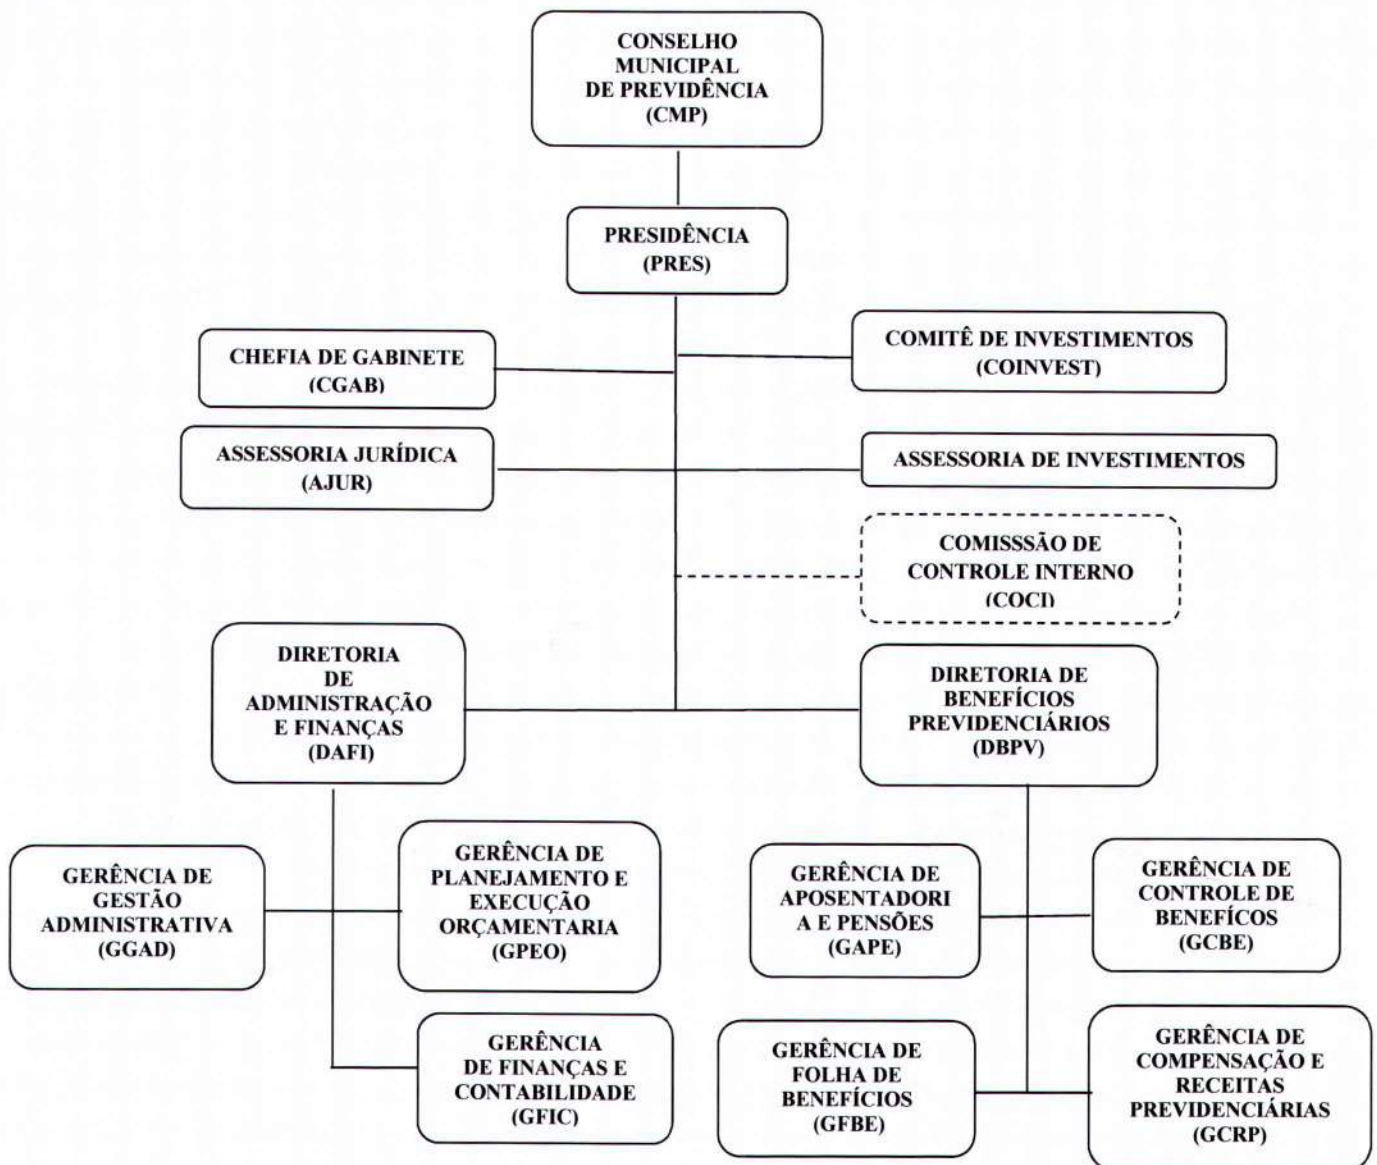 CONSELHO
MUNICIPAL
DE PREVIDÊNCIA
(CMP)
PRESIDÊNCIA
(PRES)
CHEFIA DE GABINETE
(CGAB)
COMITÊ DE INVESTIMENTOS
(COINVEST)
ASSESSORIA JURÍDICA
(AJUR)
ASSESSORIA DE INVESTIMENTOS
COMISSSÃO DE
CONTROLE INTERNO
(COCI)
DIRETORIA
DE
ADMINISTRAÇÃO
E FINANÇAS
(DAFI)
DIRETORIA DE
BENEFÍCIOS
PREVIDENCIÁRIOS
(DBPV)
GERÊNCIA DE
GESTÃO
ADMINISTRATIVA
(GGAD)
GERÊNCIA DE
PLANEJAMENTO E
EXECUÇÃO
ORÇAMENTARIA
(GPEO)
GERÊNCIA DE
APOSENTADORI
A E PENSÕES
(GAPE)
GERÊNCIA DE
CONTROLE DE
BENEFÍCOS
(GCBE)
GERÊNCIA
DE FINANÇAS E
CONTABILIDADE
(GFIC)
GERÊNCIA DE
FOLHA DE
BENEFÍCIOS
(GFBE)
GERÊNCIA DE
COMPENSAÇÃO E
RECEITAS
PREVIDENCIÁRIAS
(GCRP)